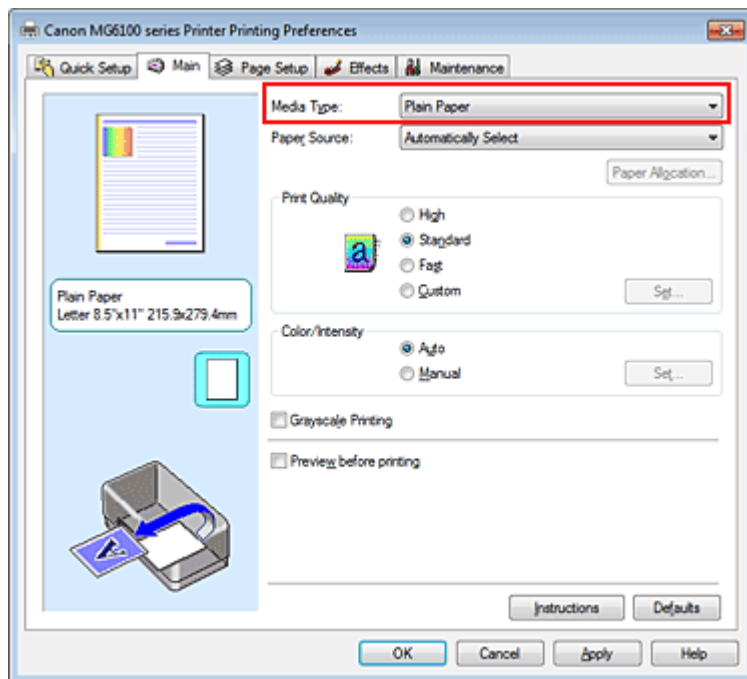 Canon MG6100 series Printer Printing Preferences
Quick Setup Main Page Setup Effects Maintenance
Media Type: Plain Paper
Paper Source: Automatically Select
Paper Allocation...
Print Quality
High
Standard
Fast
Custom Set...
Plain Paper
Letter 8.5"x11" 215.9x279.4mm
Color/Intensity
Auto
Manual Set...
Grayscale Printing
Preview before printing
Instructions Defaults
OK Cancel Apply Help